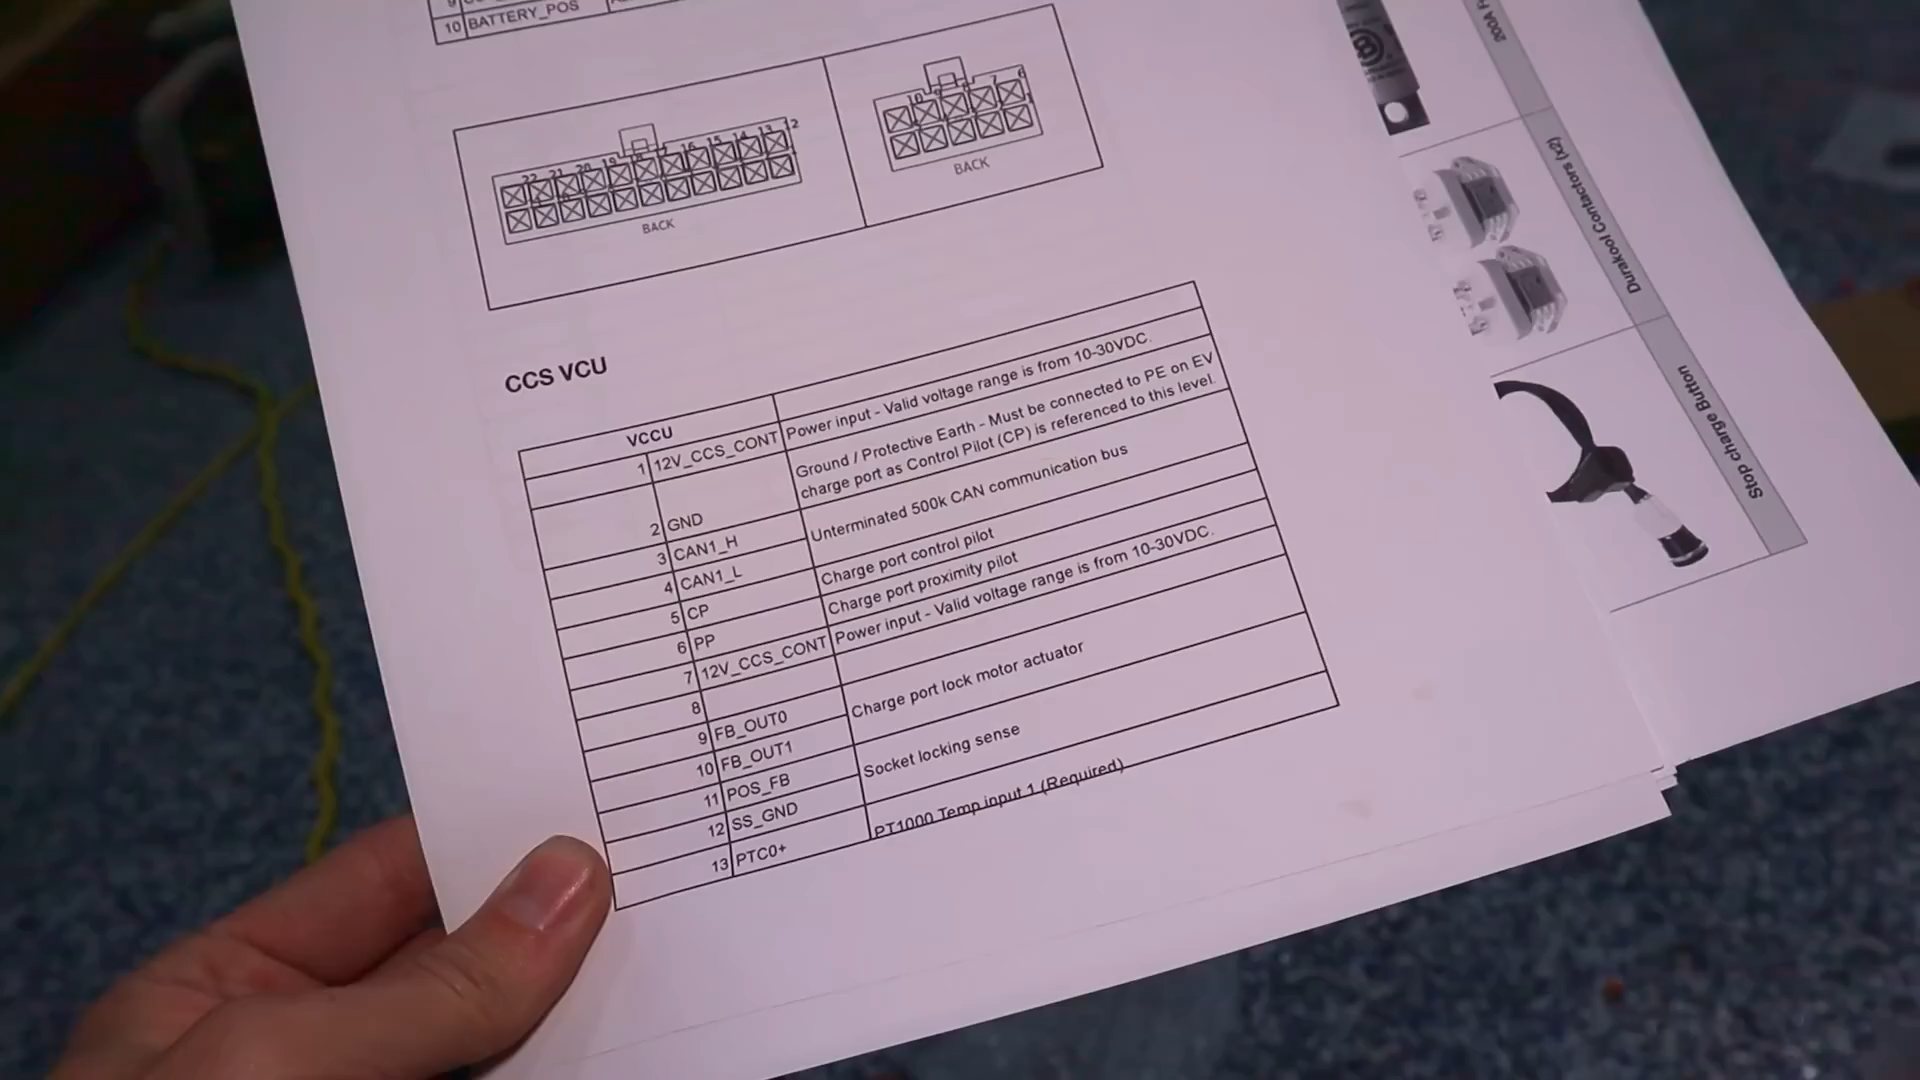 10 BATTERY_POS
22 21 20 19 18 17 16 15 14 13 12
BACK
10 7 6
BACK
CCS VCU
VCCU
1 12V_CCS_CONT Power input - Valid voltage range is from 10-30VDC.
2 GND Ground / Protective Earth - Must be connected to PE on EV
charge port as Control Pilot (CP) is referenced to this level.
3 CAN1_H Unterminated 500k CAN communication bus
4 CAN1_L
5 CP Charge port control pilot
6 PP Charge port proximity pilot
7 12V_CCS_CONT Power input - Valid voltage range is from 10-30VDC.
8
9 FB_OUT0 Charge port lock motor actuator
10 FB_OUT1
11 POS_FB Socket locking sense
12 SS_GND
13 PTC0+ PT1000 Temp input 1 (Required)
200A
Durakool Contactors (x2)
Stop charge Button